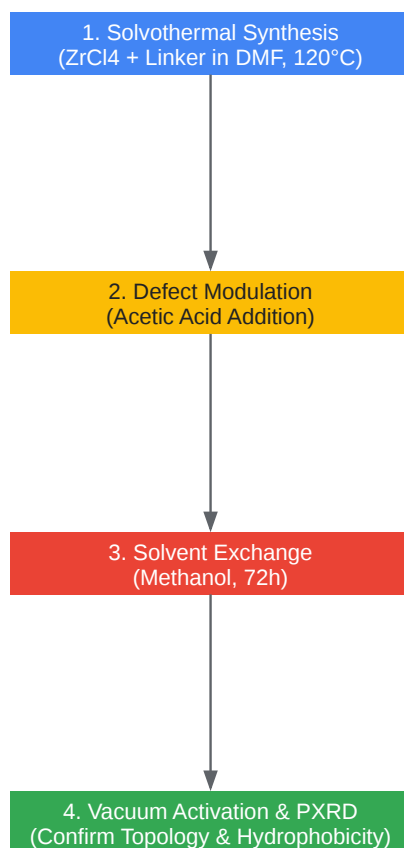 1. Solvothermal Synthesis
(ZrCl4 + Linker in DMF, 120°C)
2. Defect Modulation
(Acetic Acid Addition)
3. Solvent Exchange
(Methanol, 72h)
4. Vacuum Activation & PXRD
(Confirm Topology & Hydrophobicity)